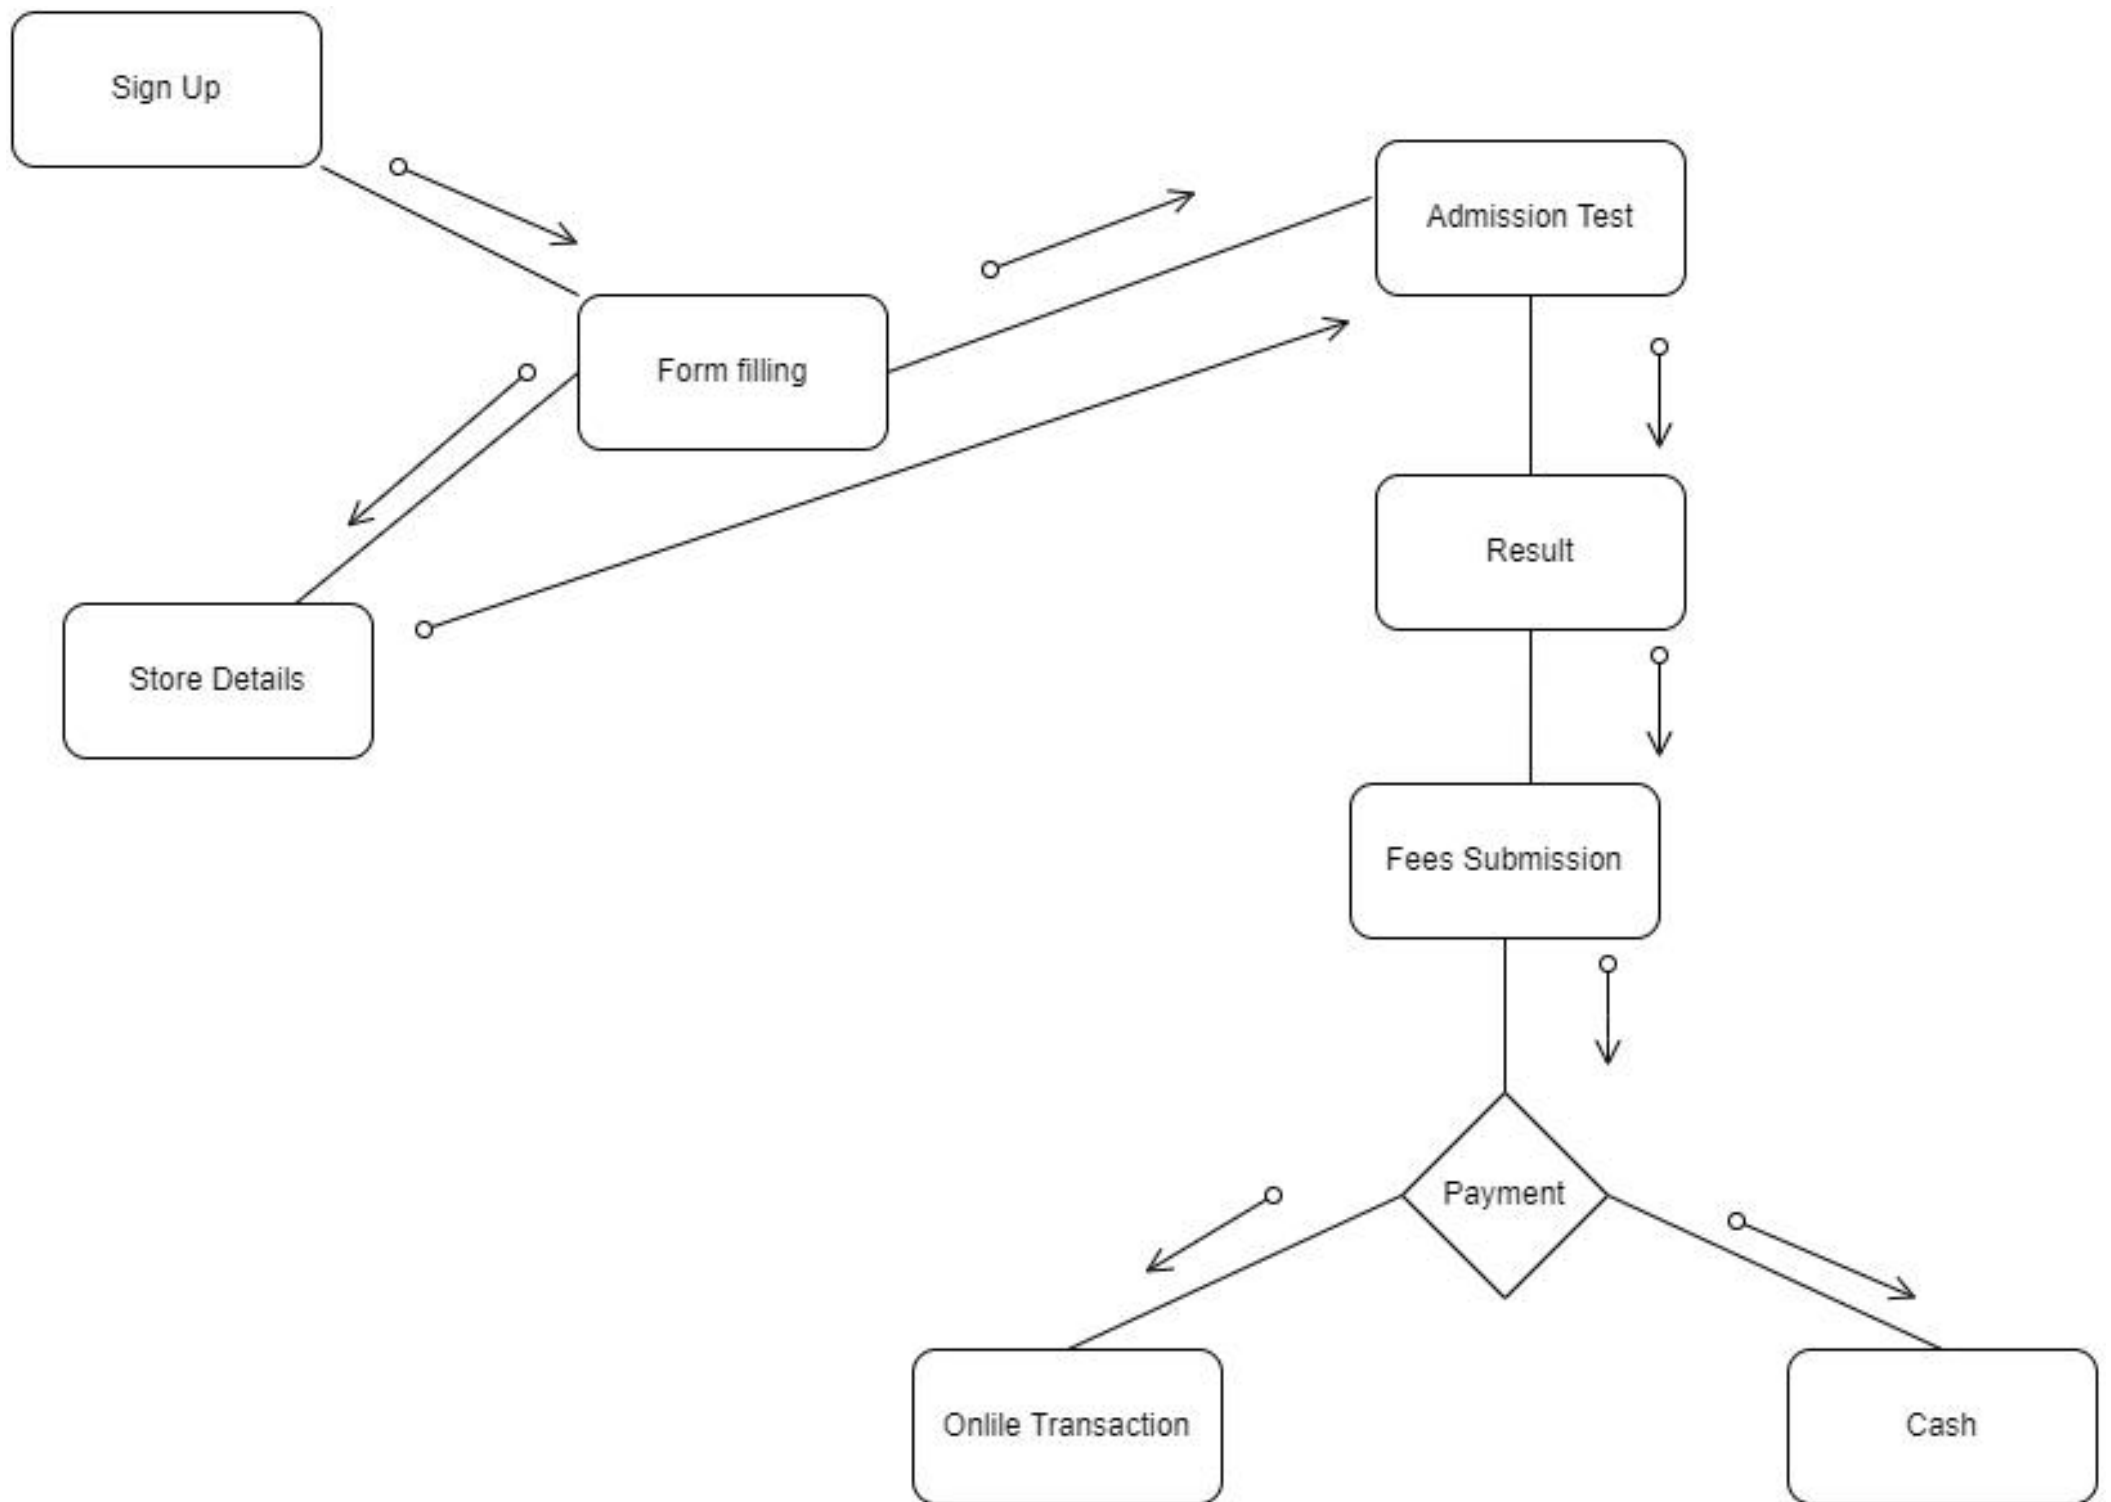 Sign Up
Admission Test
Form filling
Result
Store Details
Fees Submission
Payment
Onlile Transaction
Cash